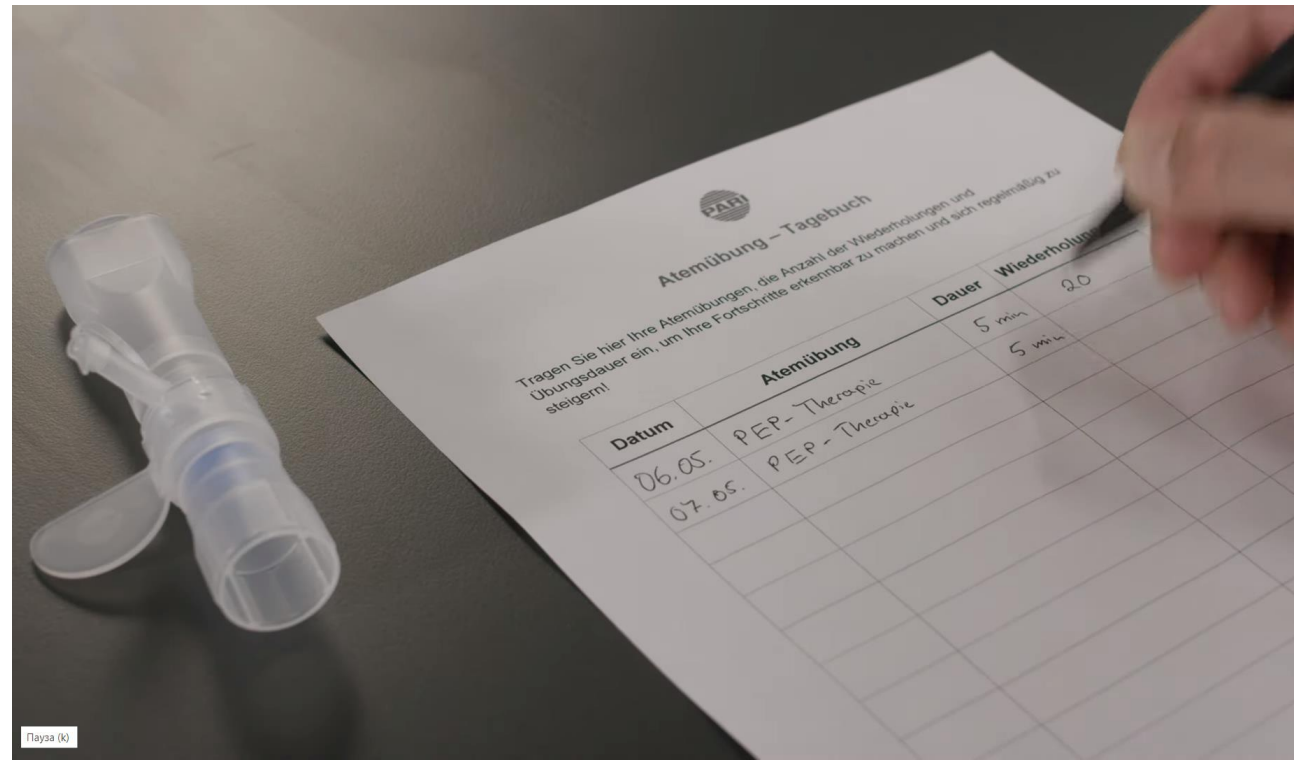 PARI
Atemübung – Tagebuch
Tragen Sie hier Ihre Atemübungen, die Anzahl der Wiederholungen und
Übungsdauer ein, um Ihre Fortschritte erkennbar zu machen und sich regelmäßig zu
steigern!
Datum Atemübung Dauer Wiederholung
06.05. PEP-Therapie 5 min 20
07.05. PEP-Therapie 5 min
Пауза (k)